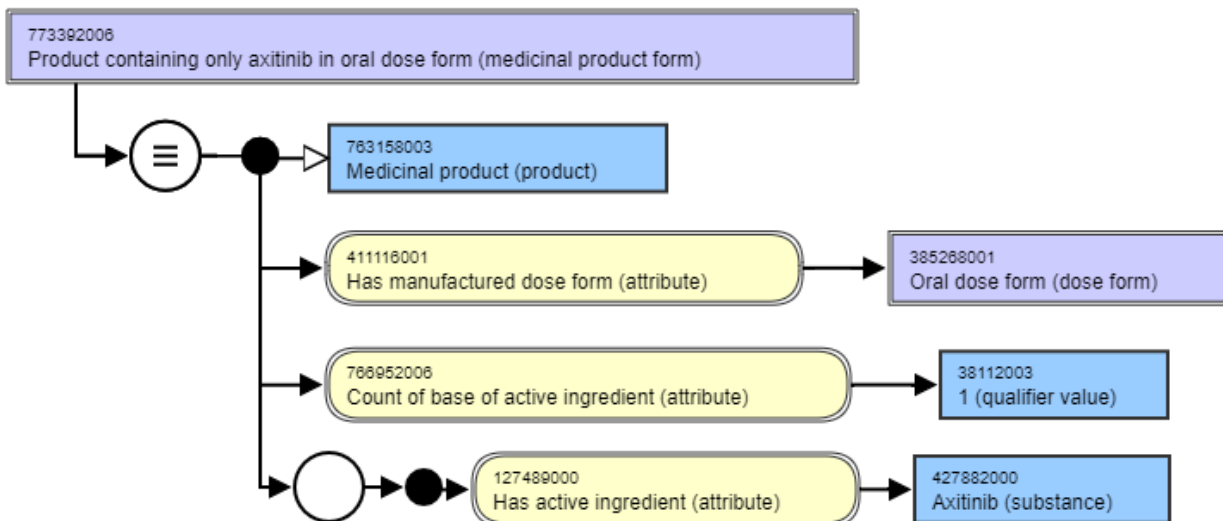 773392006
Product containing only axitinib in oral dose form (medicinal product form)
763158003
Medicinal product (product)
411116001
Has manufactured dose form (attribute)
385268001
Oral dose form (dose form)
766952006
Count of base of active ingredient (attribute)
38112003
1 (qualifier value)
127489000
Has active ingredient (attribute)
427882000
Axitinib (substance)